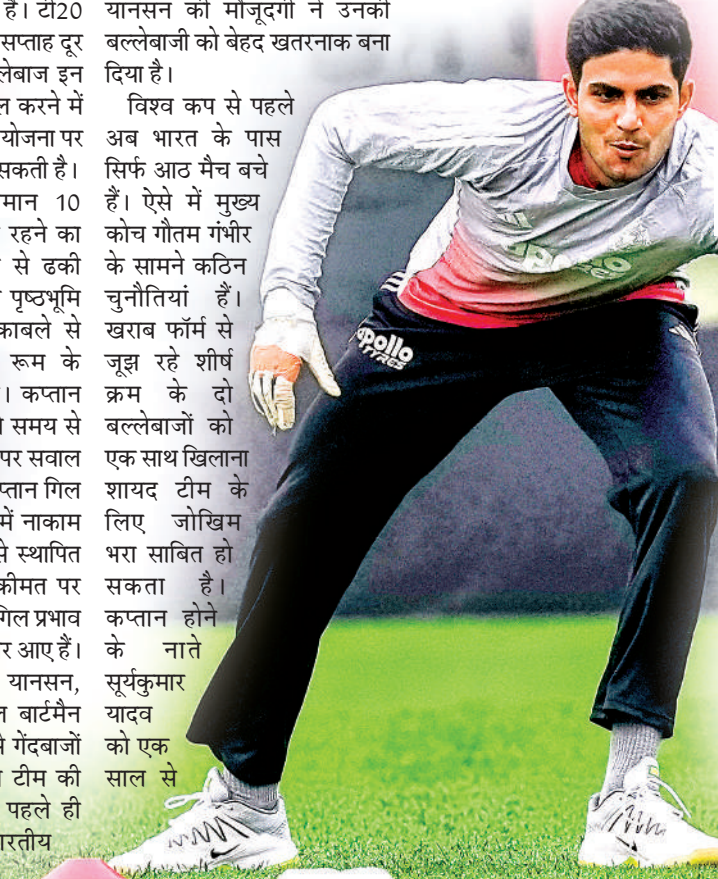 हैं। टी20
सप्ताह दूर
इन
करने में
योजना पर
सकती है।
10
रहने का
से ढकी
पृष्ठभूमि
से
रूम के
। कप्तान
समय से
पर सवाल
गिल
में नाकाम
स्थापित
कीमत पर
गिल प्रभाव
आए हैं।
यानसन,
बार्टमैन
गेंदबाजों
टीम की
पहले ही
यानसन की मौजूदगी ने उनकी
बल्लेबाजी को बेहद खतरनाक बना
दिया है।
विश्व कप से पहले
अब भारत के पास
सिर्फ आठ मैच बचे
हैं। ऐसे में मुख्य
कोच गौतम गंभीर
के सामने कठिन
चुनौतियां हैं।
खराब फॉर्म से
जूझ रहे शीर्ष
क्रम के दो
बल्लेबाजों को
एक साथ खिलाना
शायद टीम के
लिए जोखिम
भरा साबित हो
सकता है।
कप्तान होने
के नाते
सूर्यकुमार
यादव
को एक
साल से
apollo
TYRES
apollo
TYRES